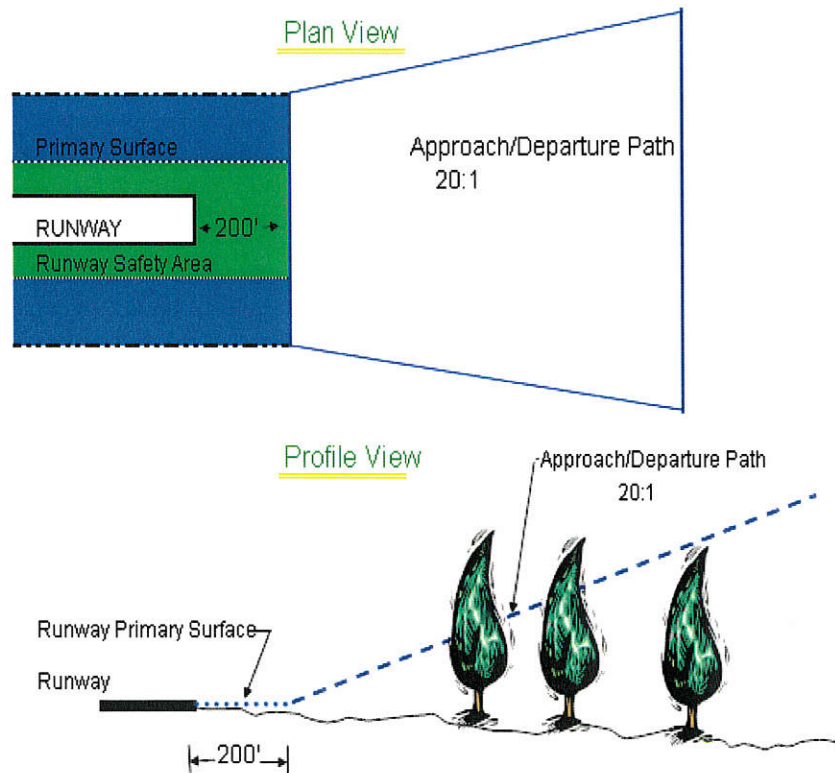 Plan View
Primary Surface
Approach/Departure Path
20:1
RUNWAY
200'
Runway Safety Area
Profile View
Approach/Departure Path
20:1
Runway Primary Surface
Runway
200'